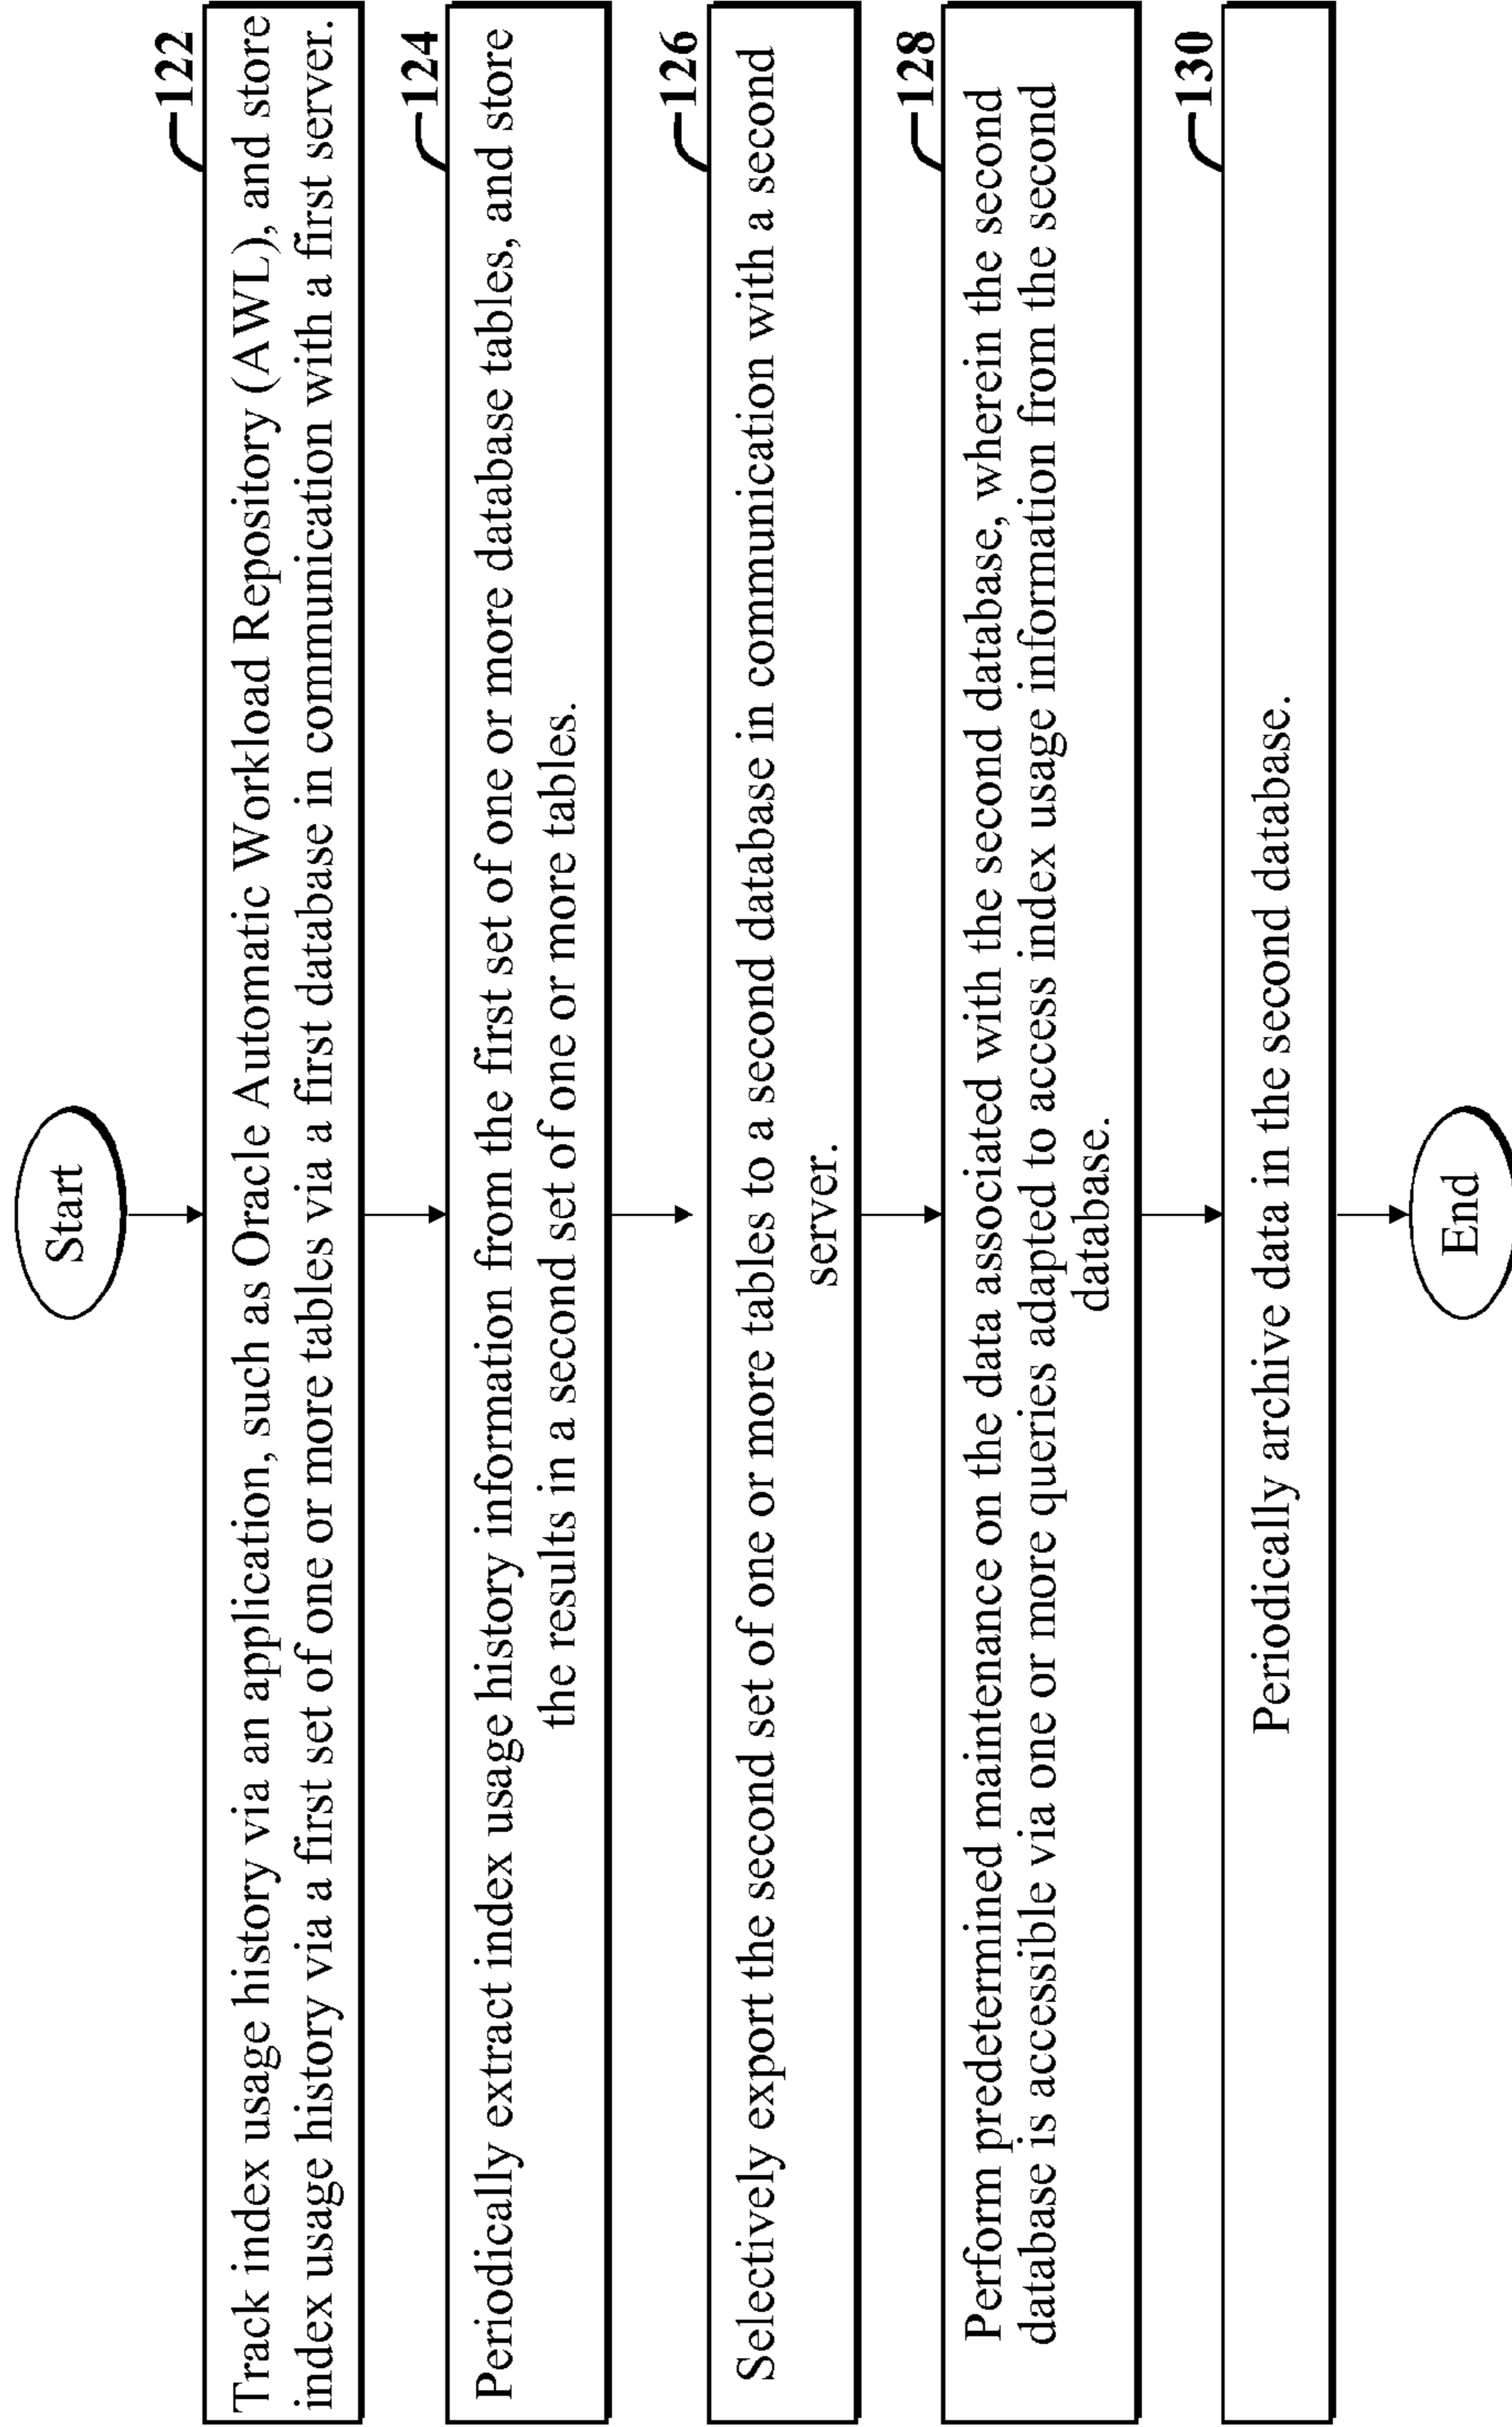 Start
122
Track index usage history via an application, such as Oracle Automatic Workload Repository (AWL), and store
index usage history via a first set of one or more tables via a first database in communication with a first server.
124
Periodically extract index usage history information from the first set of one or more database tables, and store
the results in a second set of one or more tables.
126
Selectively export the second set of one or more tables to a second database in communication with a second
server.
128
Perform predetermined maintenance on the data associated with the second database, wherein the second
database is accessible via one or more queries adapted to access index usage information from the second
database.
130
Periodically archive data in the second database.
End